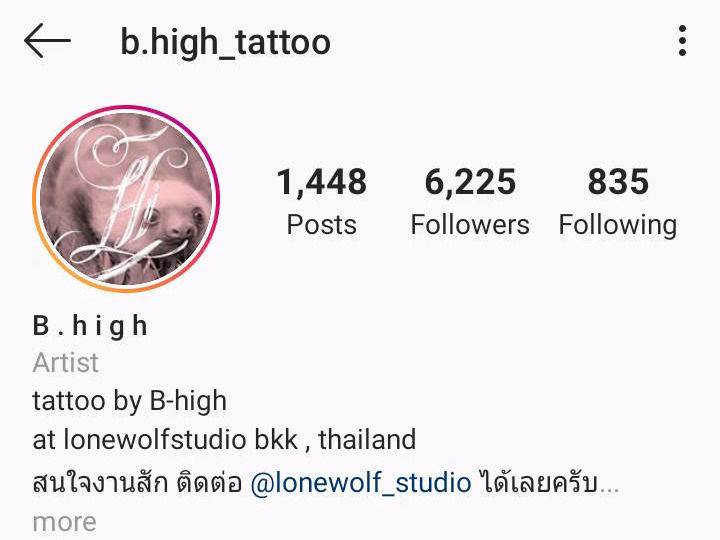 b.high_tattoo
Hi
1,448 6,225 835
Posts Followers Following
B . h i g h
Artist
tattoo by B-high
at lonewolfstudio bkk , thailand
สนใจงานสัก ติดต่อ @lonewolf_studio ได้เลยครับ...
more